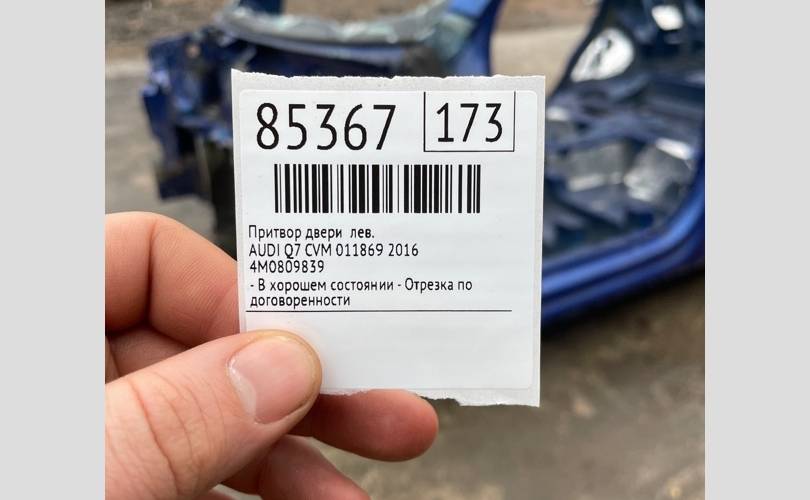 85367 173
Притвор двери лев.
AUDI Q7 CVM 011869 2016
4M0809839
- В хорошем состоянии - Отрезка по
договоренности